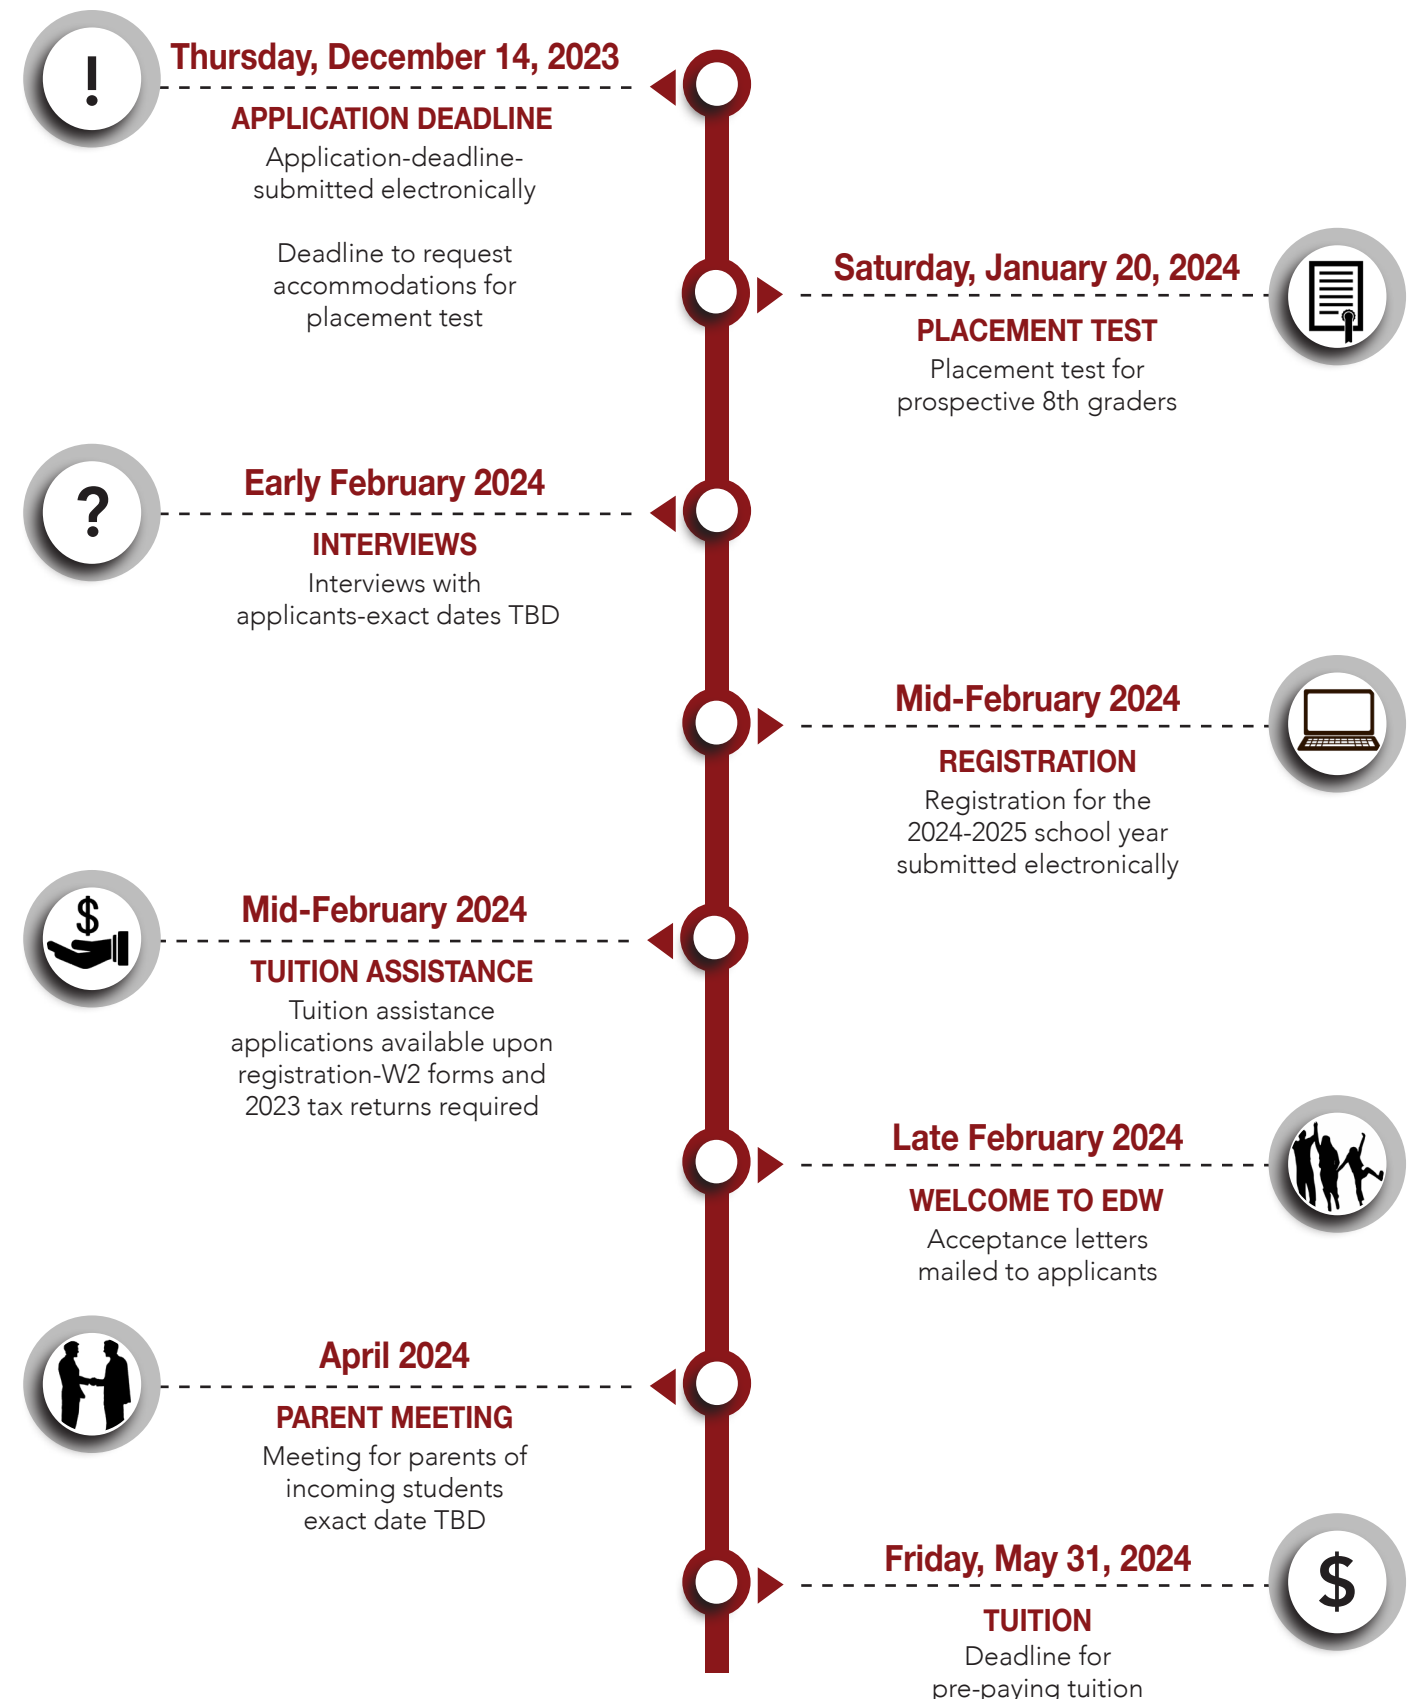 !
Thursday, December 14, 2023
APPLICATION DEADLINE
Application-deadline-
submitted electronically
Deadline to request
accommodations for
placement test
Saturday, January 20, 2024
PLACEMENT TEST
Placement test for
prospective 8th graders
?
Early February 2024
INTERVIEWS
Interviews with
applicants-exact dates TBD
Mid-February 2024
REGISTRATION
Registration for the
2024-2025 school year
submitted electronically
$
Mid-February 2024
TUITION ASSISTANCE
Tuition assistance
applications available upon
registration-W2 forms and
2023 tax returns required
Late February 2024
WELCOME TO EDW
Acceptance letters
mailed to applicants
April 2024
PARENT MEETING
Meeting for parents of
incoming students
exact date TBD
Friday, May 31, 2024
$
TUITION
Deadline for
pre-paying tuition